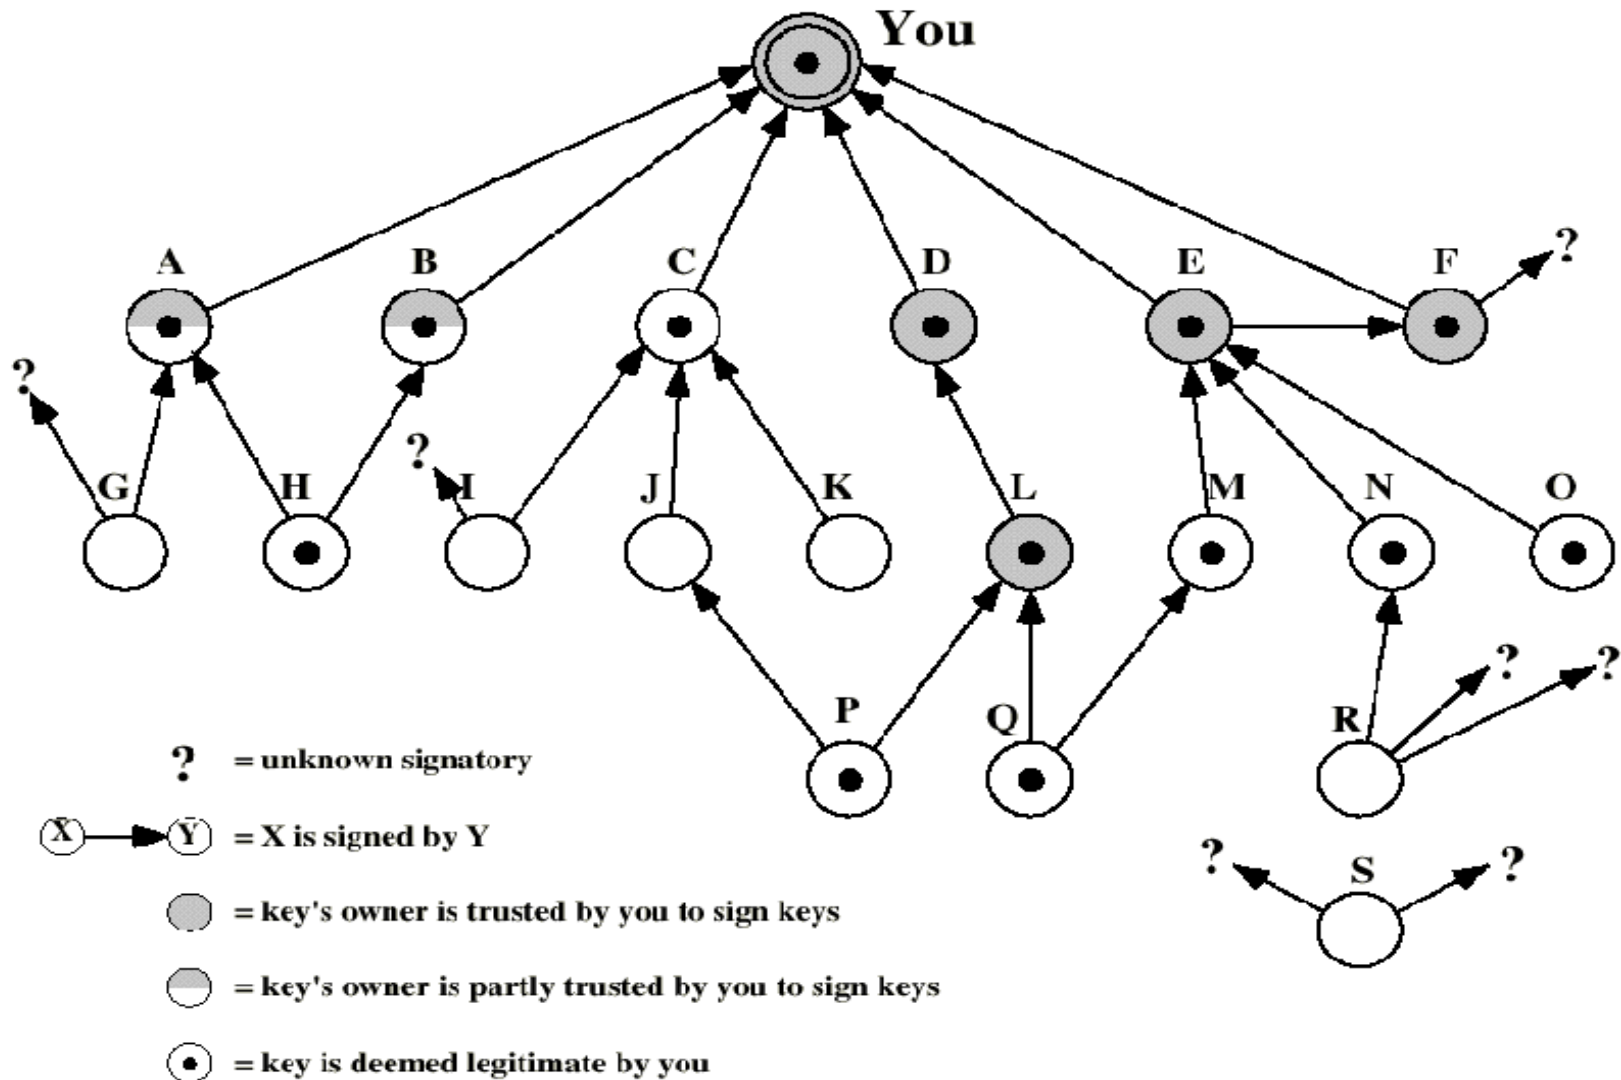 You
A B C D E F ?
?
? G H I J K L M N O
P Q R ? ?
? = unknown signatory
X Y = X is signed by Y
? S ?
= key's owner is trusted by you to sign keys
= key's owner is partly trusted by you to sign keys
= key is deemed legitimate by you